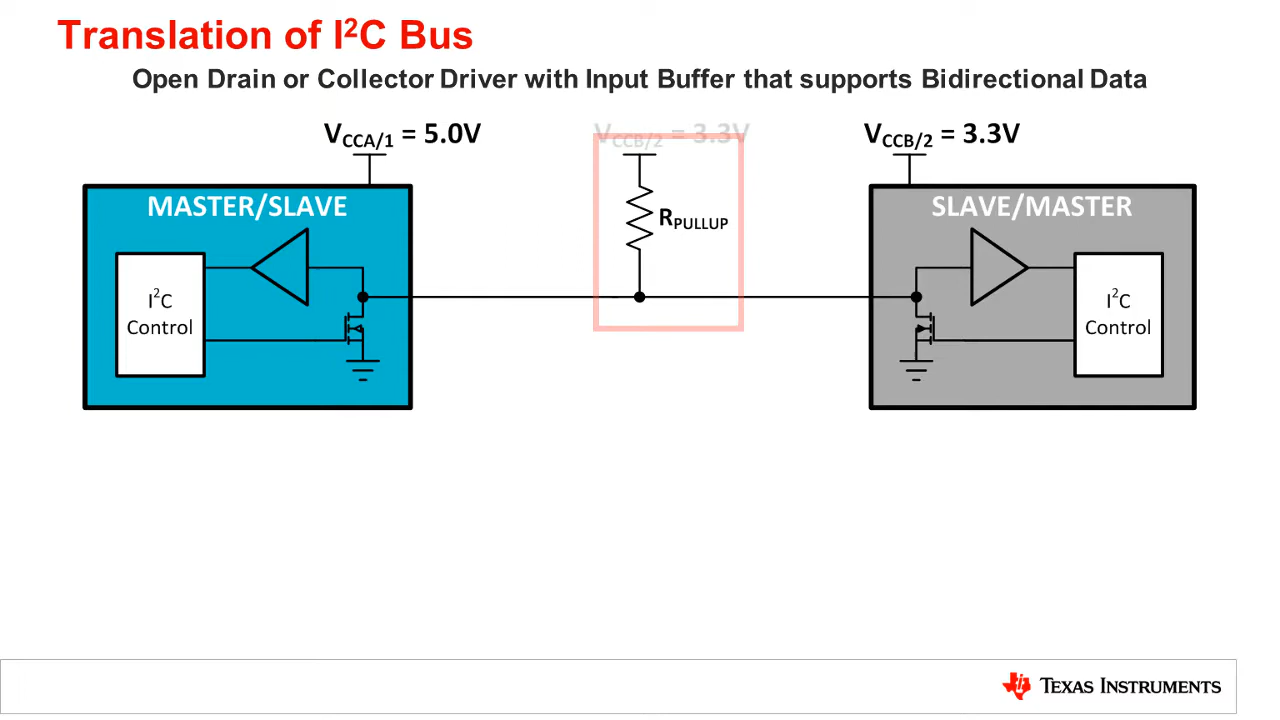 Translation of I²C Bus
Open Drain or Collector Driver with Input Buffer that supports Bidirectional Data
VCCA/1 = 5.0V
VCCB/2 = 3.3V
VCCB/2 = 3.3V
MASTER/SLAVE
RPULLUP
SLAVE/MASTER
I²C
Control
I²C
Control
TEXAS INSTRUMENTS